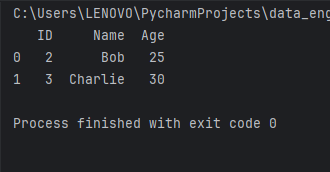 C:\Users\LENOVO\PycharmProjects\data_eng
   ID     Name  Age
0   2      Bob   25
1   3  Charlie   30
Process finished with exit code 0